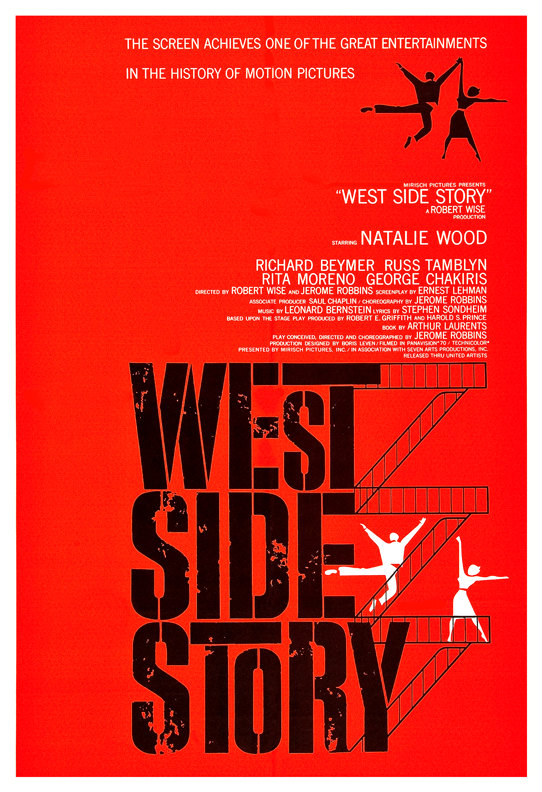 THE SCREEN ACHIEVES ONE OF THE GREAT ENTERTAINMENTS
IN THE HISTORY OF MOTION PICTURES
MIRISCH PICTURES PRESENTS
"WEST SIDE STORY"
A ROBERT WISE
PRODUCTION
STARRING NATALIE WOOD
RICHARD BEYMER RUSS TAMBLYN
RITA MORENO GEORGE CHAKIRIS
DIRECTED BY ROBERT WISE AND JEROME ROBBINS SCREENPLAY BY ERNEST LEHMAN
ASSOCIATE PRODUCER SAUL CHAPLIN / CHOREOGRAPHY BY JEROME ROBBINS
MUSIC BY LEONARD BERNSTEIN LYRICS BY STEPHEN SONDHEIM
BASED UPON THE STAGE PLAY PRODUCED BY ROBERT E. GRIFFITH AND HAROLD S. PRINCE
BOOK BY ARTHUR LAURENTS
PLAY CONCEIVED, DIRECTED AND CHOREOGRAPHED BY JEROME ROBBINS
PRODUCTION DESIGNED BY BORIS LEVEN / FILMED IN PANAVISION® 70 / TECHNICOLOR®
PRESENTED BY MIRISCH PICTURES, INC. / IN ASSOCIATION WITH SEVEN ARTS PRODUCTIONS, INC.
RELEASED THRU UNITED ARTISTS
WEST
SIDE
STORY